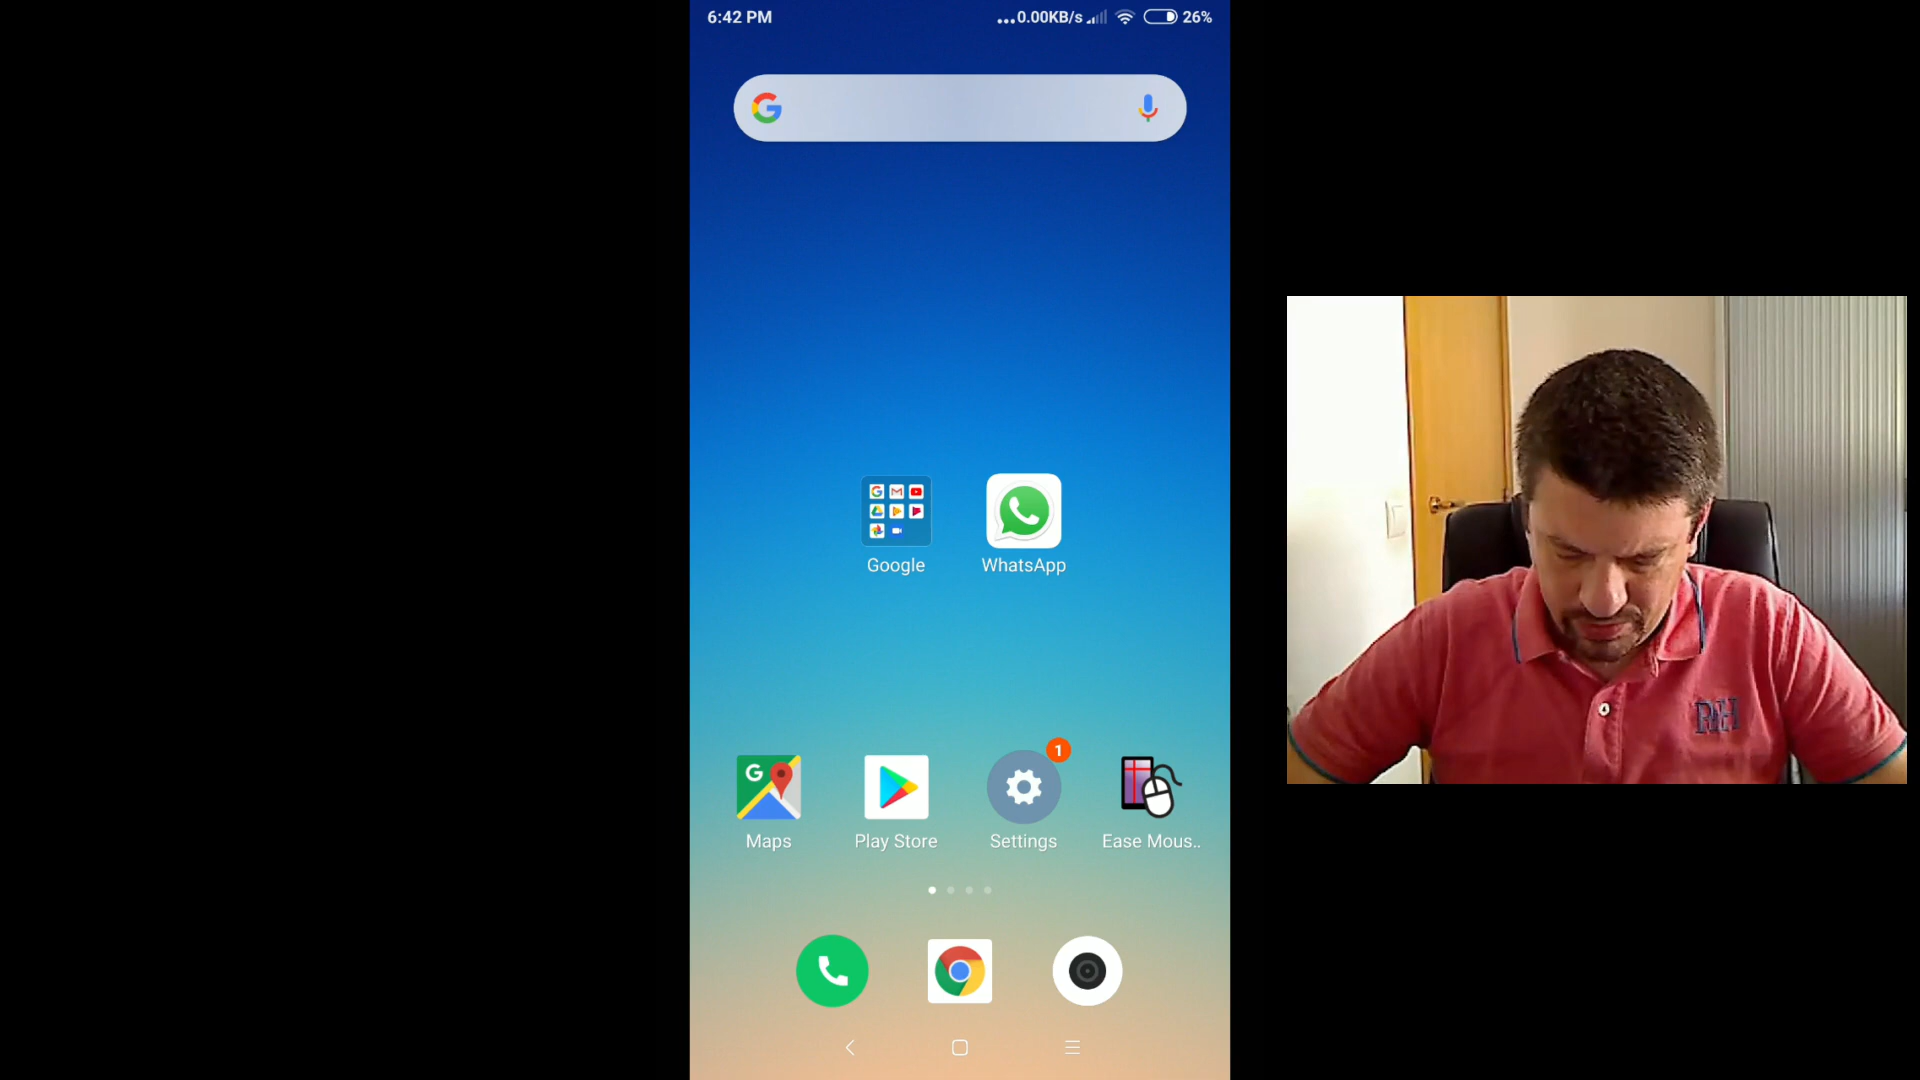 6:42 PM
...0.00KB/s
26%
Google
WhatsApp
1
Maps
Play Store
Settings
Ease Mous..